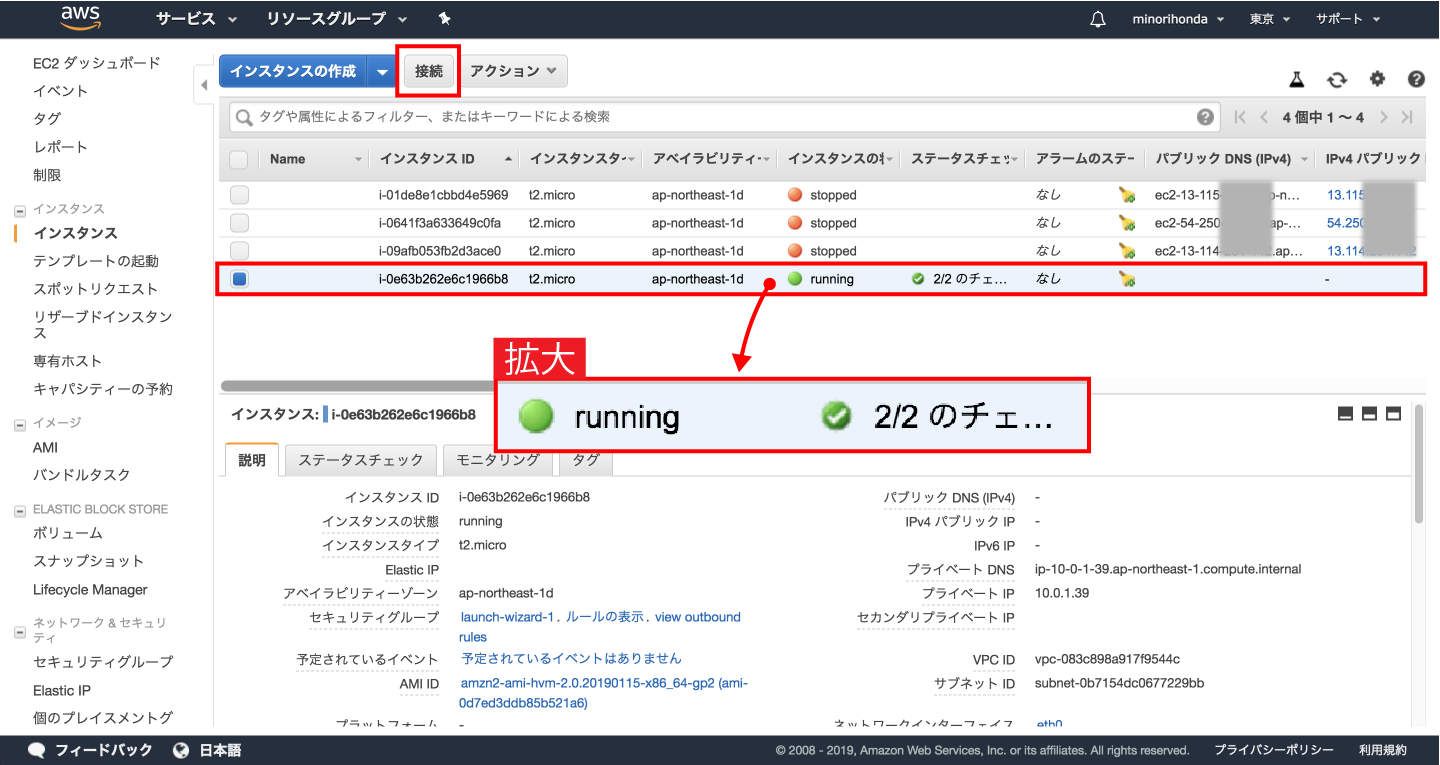 aws サービス リソースグループ minorihonda 東京 サポート
EC2 ダッシュボード
イベント
タグ
レポート
制限
インスタンス
インスタンス
テンプレートの起動
スポットリクエスト
リザーブドインスタン
ス
専有ホスト
キャパシティーの予約
イメージ
AMI
バンドルタスク
ELASTIC BLOCK STORE
ボリューム
スナップショット
Lifecycle Manager
ネットワーク & セキュリ
ティ
セキュリティグループ
Elastic IP
個のプレイスメントグ
インスタンスの作成 接続 アクション
タグや属性によるフィルター、またはキーワードによる検索 4 個中 1 ~ 4
Name インスタンス ID インスタンスター アベイラビリティー インスタンスの ステータスチェッ アラームのステー パブリック DNS (IPv4) IPv4 パブリック
i-01de8e1cbbd4e5969 t2.micro ap-northeast-1d stopped なし ec2-13-115 -n... 13.115
i-0641f3a633649c0fa t2.micro ap-northeast-1d stopped なし ec2-54-250 ap-... 54.250
i-09afb053fb2d3ace0 t2.micro ap-northeast-1d stopped なし ec2-13-114 .ap... 13.114
i-0e63b262e6c1966b8 t2.micro ap-northeast-1d running 2/2 のチェ... なし -
拡大
running 2/2 のチェ...
インスタンス: i-0e63b262e6c1966b8
説明 ステータスチェック モニタリング タグ
インスタンス ID i-0e63b262e6c1966b8 パブリック DNS (IPv4) -
インスタンスの状態 running IPv4 パブリック IP -
インスタンスタイプ t2.micro IPv6 IP -
Elastic IP プライベート DNS ip-10-0-1-39.ap-northeast-1.compute.internal
アベイラビリティーゾーン ap-northeast-1d プライベート IP 10.0.1.39
セキュリティグループ launch-wizard-1. ルールの表示. view outbound セカンダリプライベート IP
rules
予定されているイベント 予定されているイベントはありません VPC ID vpc-083c898a917f9544c
AMI ID amzn2-ami-hvm-2.0.20190115-x86_64-gp2 (ami- サブネット ID subnet-0b7154dc0677229bb
0d7ed3ddb85b521a6)
プラットフォーム - ネットワークインターフェイス eth0
フィードバック 日本語 © 2008 - 2019, Amazon Web Services, Inc. or its affiliates. All rights reserved. プライバシーポリシー 利用規約